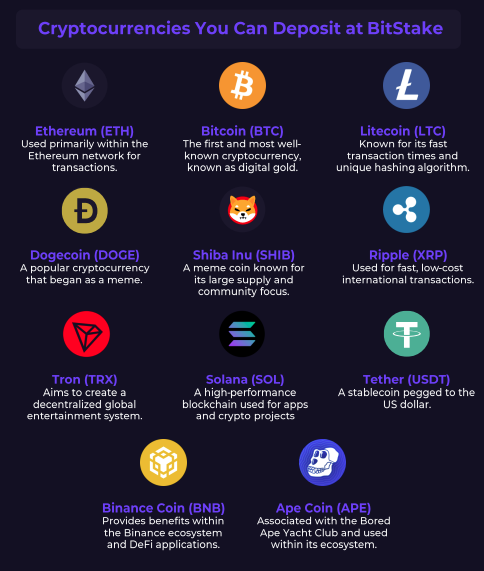 Cryptocurrencies You Can Deposit at BitStake
Ethereum (ETH)
Used primarily within the
Ethereum network for
transactions.
Bitcoin (BTC)
The first and most well-
known cryptocurrency,
known as digital gold.
Litecoin (LTC)
Known for its fast
transaction times and
unique hashing algorithm.
Dogecoin (DOGE)
A popular cryptocurrency
that began as a meme.
Shiba Inu (SHIB)
A meme coin known for
its large supply and
community focus.
Ripple (XRP)
Used for fast, low-cost
international transactions.
Tron (TRX)
Aims to create a
decentralized global
entertainment system.
Solana (SOL)
A high-performance
blockchain used for apps
and crypto projects
Tether (USDT)
A stablecoin pegged to the
US dollar.
Binance Coin (BNB)
Provides benefits within
the Binance ecosystem
and DeFi applications.
Ape Coin (APE)
Associated with the Bored
Ape Yacht Club and used
within its ecosystem.